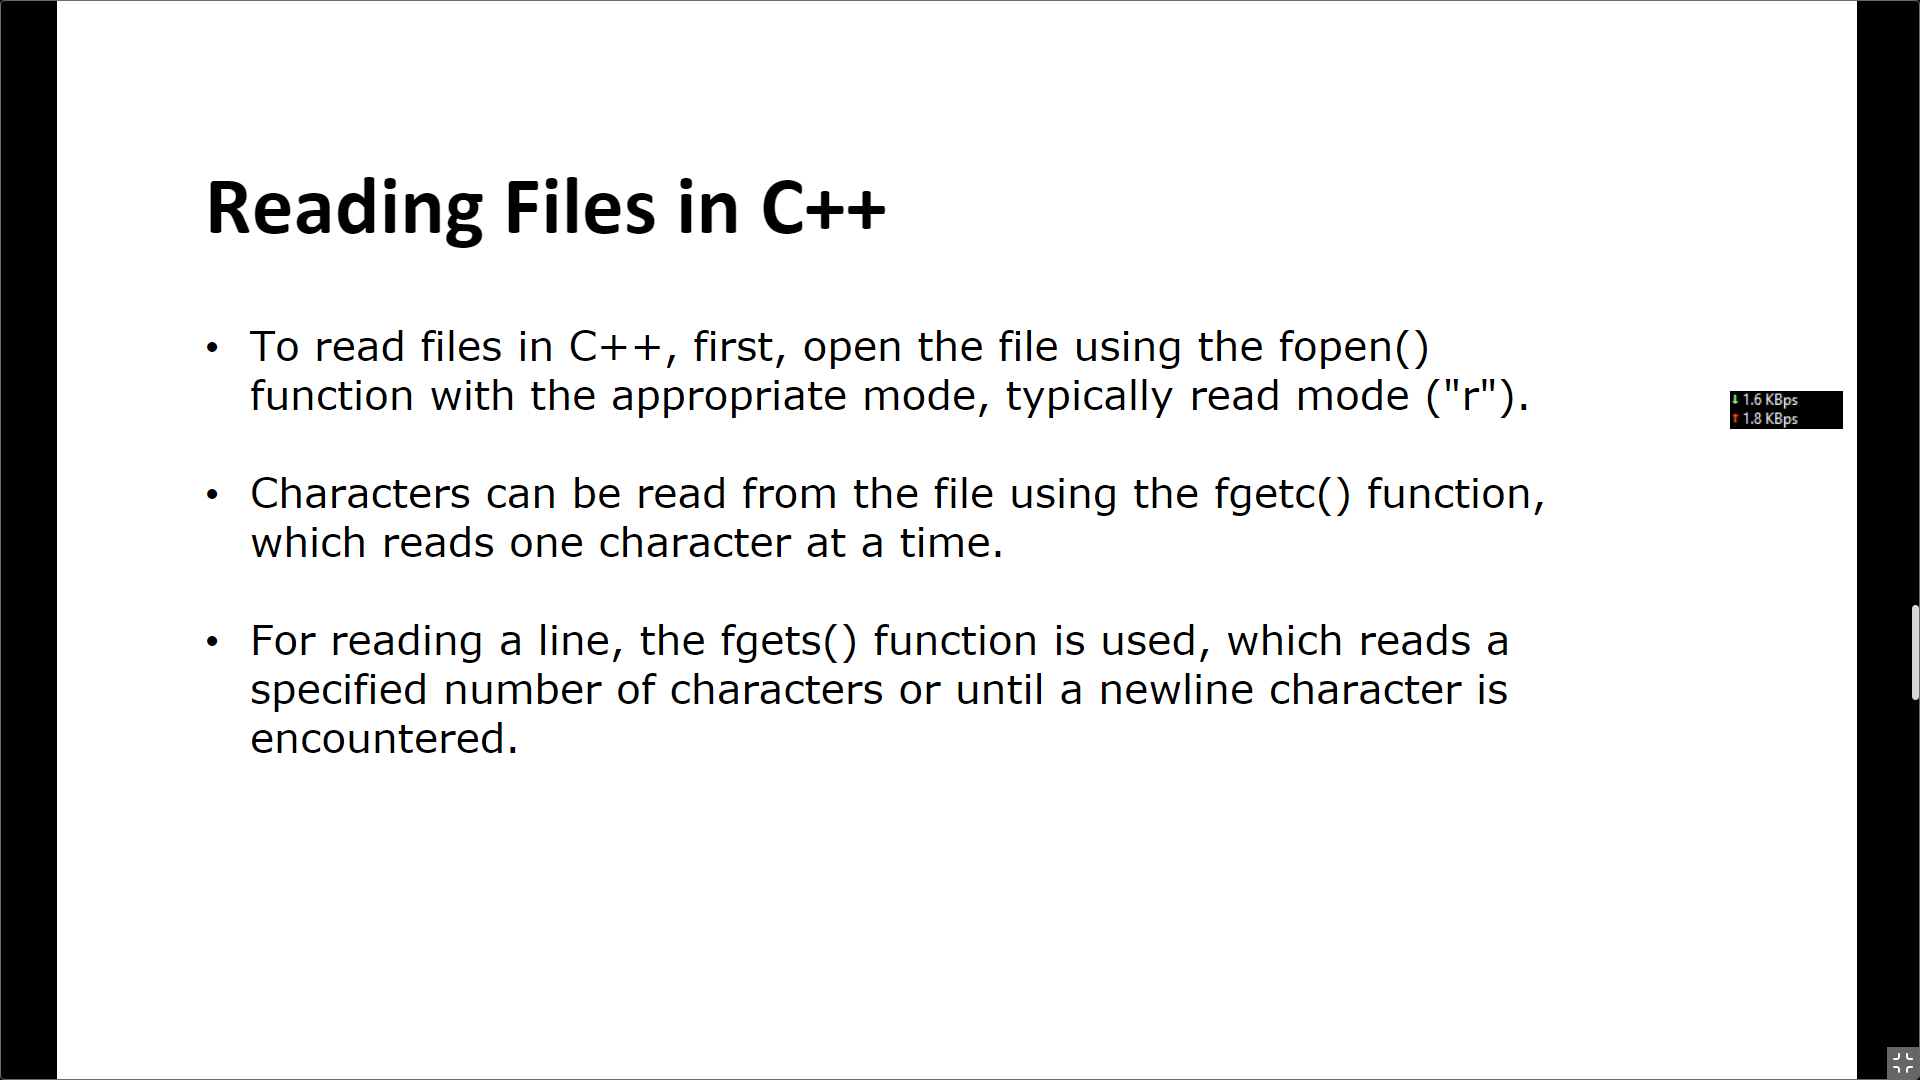 Reading Files in C++
• To read files in C++, first, open the file using the fopen()
function with the appropriate mode, typically read mode ("r").
↓ 1.6 KBps
↑ 1.8 KBps
• Characters can be read from the file using the fgetc() function,
which reads one character at a time.
• For reading a line, the fgets() function is used, which reads a
specified number of characters or until a newline character is
encountered.